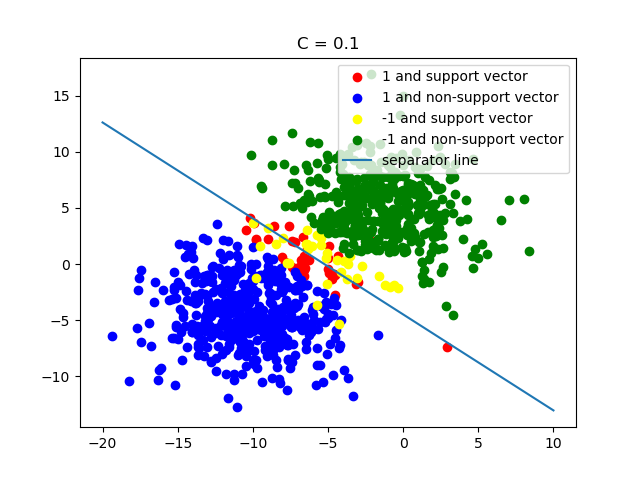 C = 0.1
1 and support vector
1 and non-support vector
-1 and support vector
-1 and non-support vector
separator line
15
10
5
0
−5
−10
−20 −15 −10 −5 0 5 10